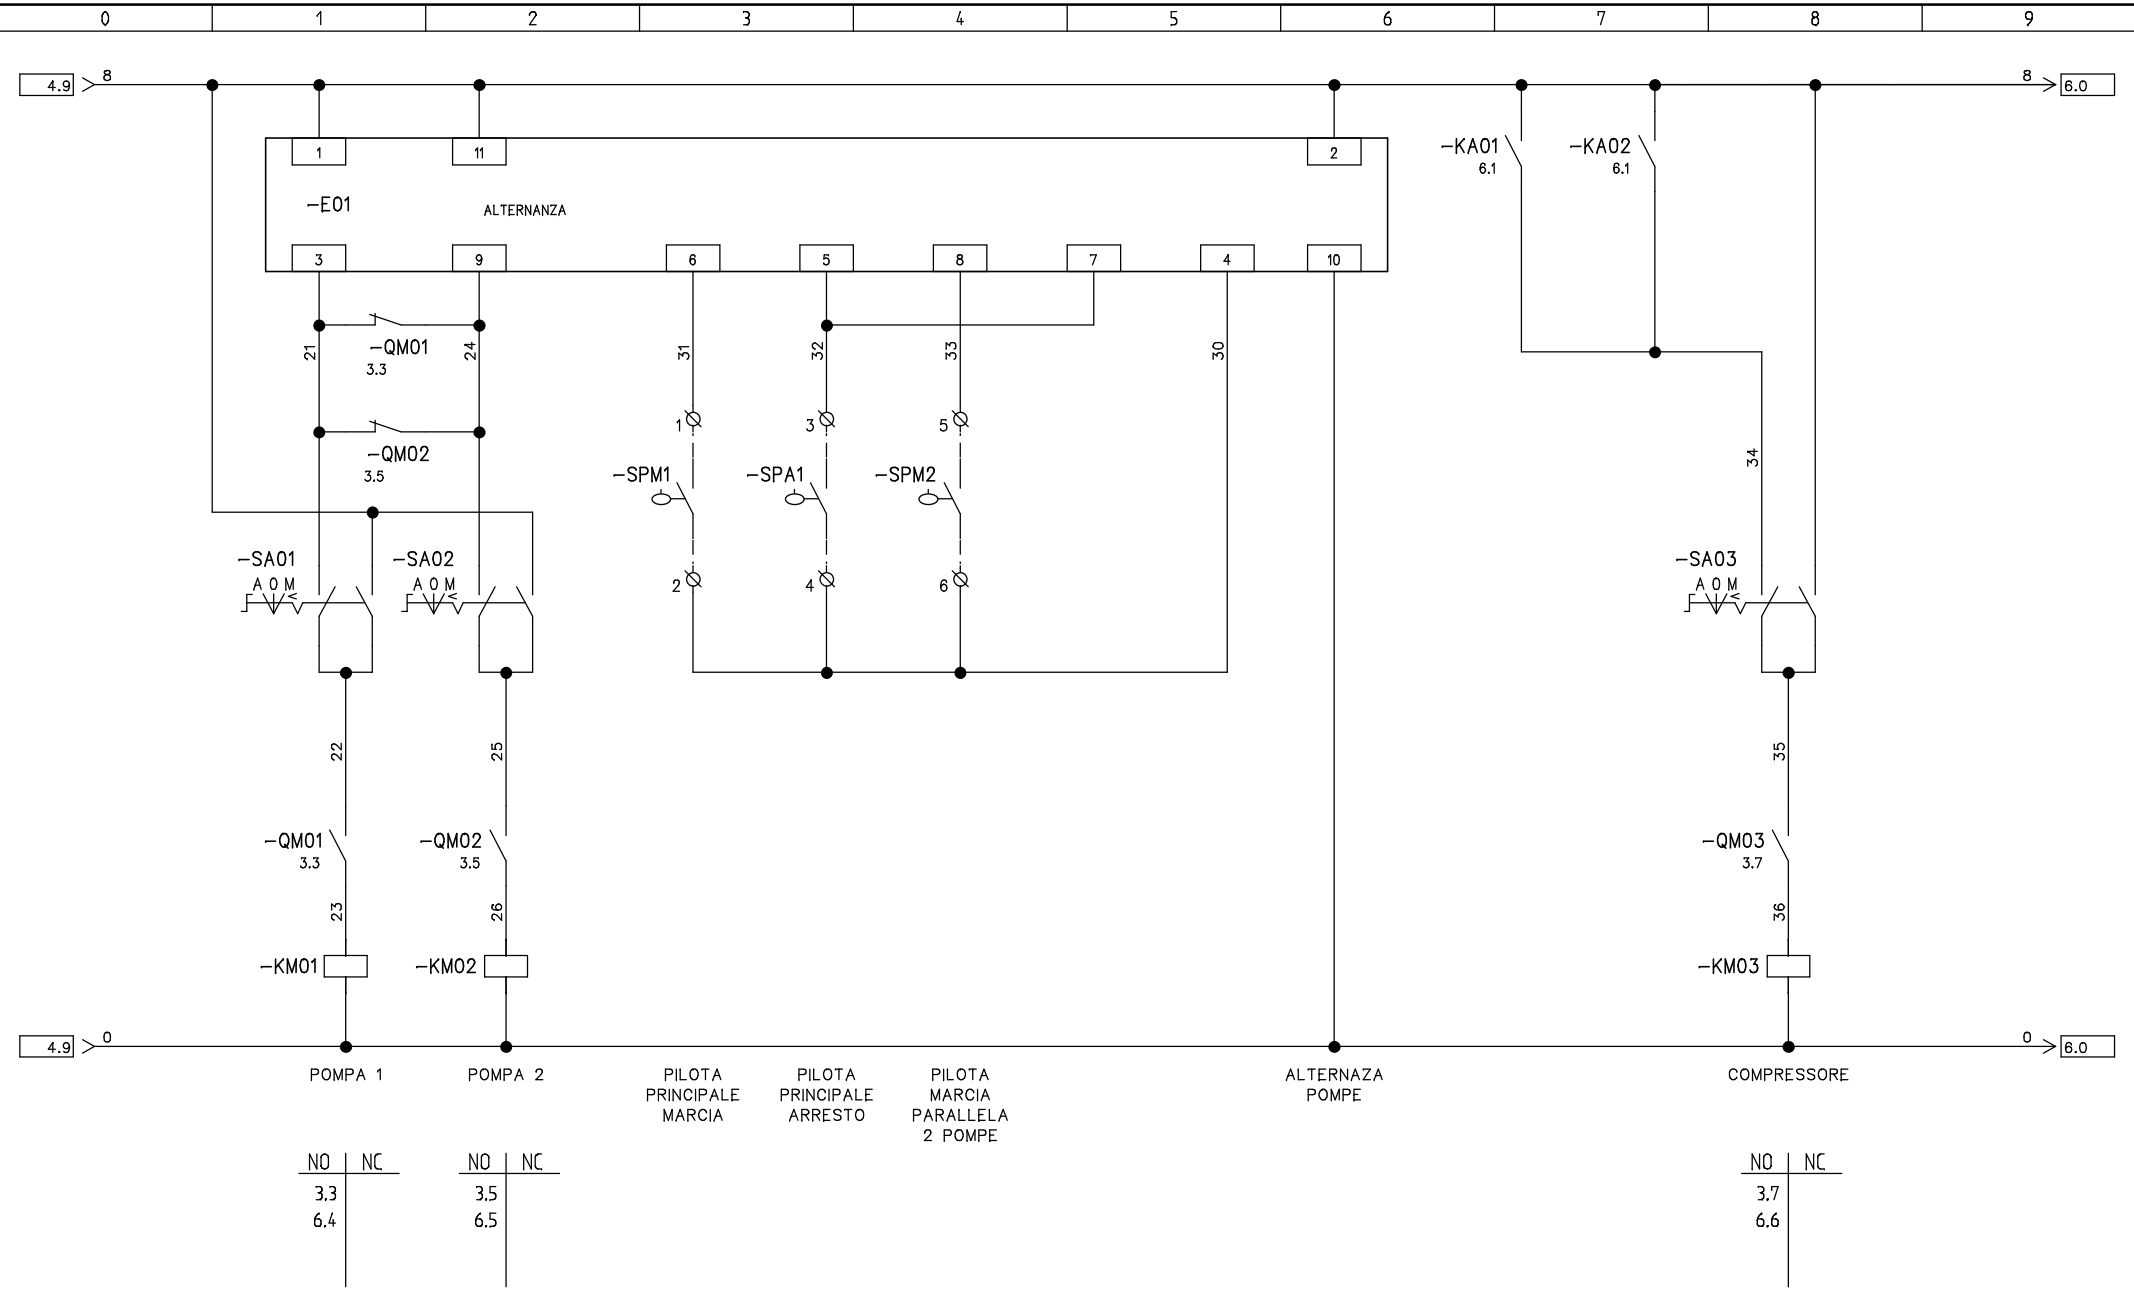 0 1 2 3 4 5 6 7 8 9
4.9 8 8 6.0
1 11 2
-KA01 -KA02
6.1 6.1
-E01 ALTERNANZA
3 9 6 5 8 7 4 10
21 -QM01 24 31 32 33 30
3.3
1 3 5
-QM02
3.5
34
-SPM1 -SPA1 -SPM2
-SA01 -SA02 -SA03
A 0 M A 0 M A 0 M
2 4 6
22 25 35
-QM01 -QM02 -QM03
3.3 3.5 3.7
23 26 36
-KM01 -KM02 -KM03
4.9 0 0 6.0
POMPA 1 POMPA 2 PILOTA PILOTA PILOTA ALTERNAZA COMPRESSORE
PRINCIPALE PRINCIPALE MARCIA POMPE
MARCIA ARRESTO PARALLELA
2 POMPE
NO NC NO NC NO NC
3.3 3.5 3.7
6.4 6.5 6.6